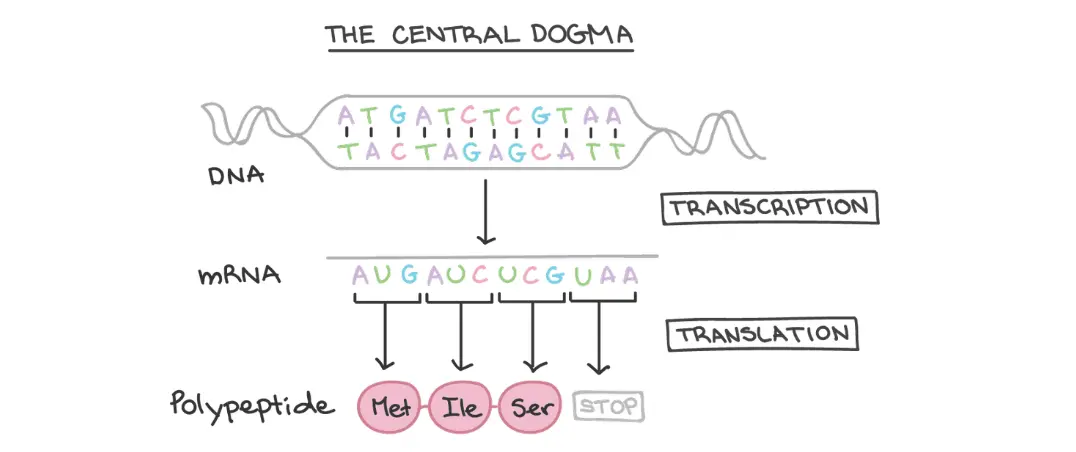 THE CENTRAL DOGMA
ATGATCTCGTAA
TACTAGAGCATT
DNA
TRANSCRIPTION
mRNA
AUGAUCUCGUAA
TRANSLATION
Polypeptide Met Ile Ser STOP